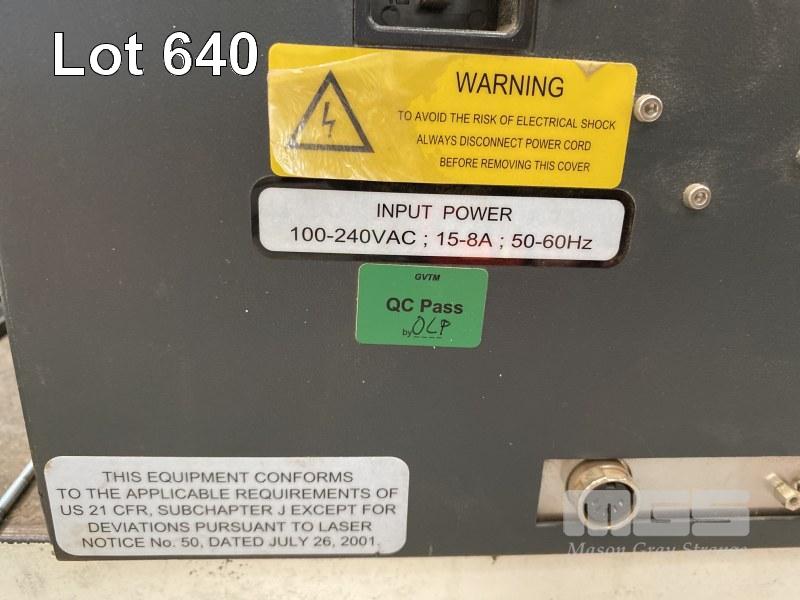 Lot 640
WARNING
TO AVOID THE RISK OF ELECTRICAL SHOCK
ALWAYS DISCONNECT POWER CORD
BEFORE REMOVING THIS COVER
INPUT POWER
100-240VAC ; 15-8A ; 50-60Hz
GVTM
QC Pass
by OLP
THIS EQUIPMENT CONFORMS
TO THE APPLICABLE REQUIREMENTS OF
US 21 CFR, SUBCHAPTER J EXCEPT FOR
DEVIATIONS PURSUANT TO LASER
NOTICE No. 50, DATED JULY 26, 2001.
MGS
Mason Gray Strange